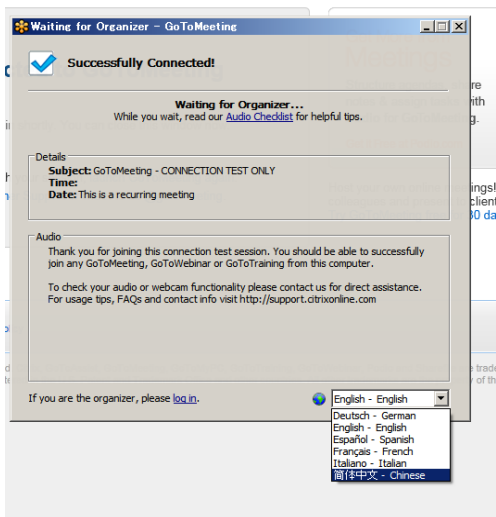 Waiting for Organizer - GoToMeeting
Successfully Connected!
Waiting for Organizer...
While you wait, read our Audio Checklist for helpful tips.
Details
Subject: GoToMeeting - CONNECTION TEST ONLY
Time:
Date: This is a recurring meeting
Audio
Thank you for joining this connection test session. You should be able to successfully
join any GoToMeeting, GoToWebinar or GoToTraining from this computer.
To check your audio or webcam functionality please contact us for direct assistance.
For usage tips, FAQs and contact info visit http://support.citrixonline.com
If you are the organizer, please log in.
English - English
Deutsch - German
English - English
Español - Spanish
Français - French
Italiano - Italian
简体中文 - Chinese
Meetings